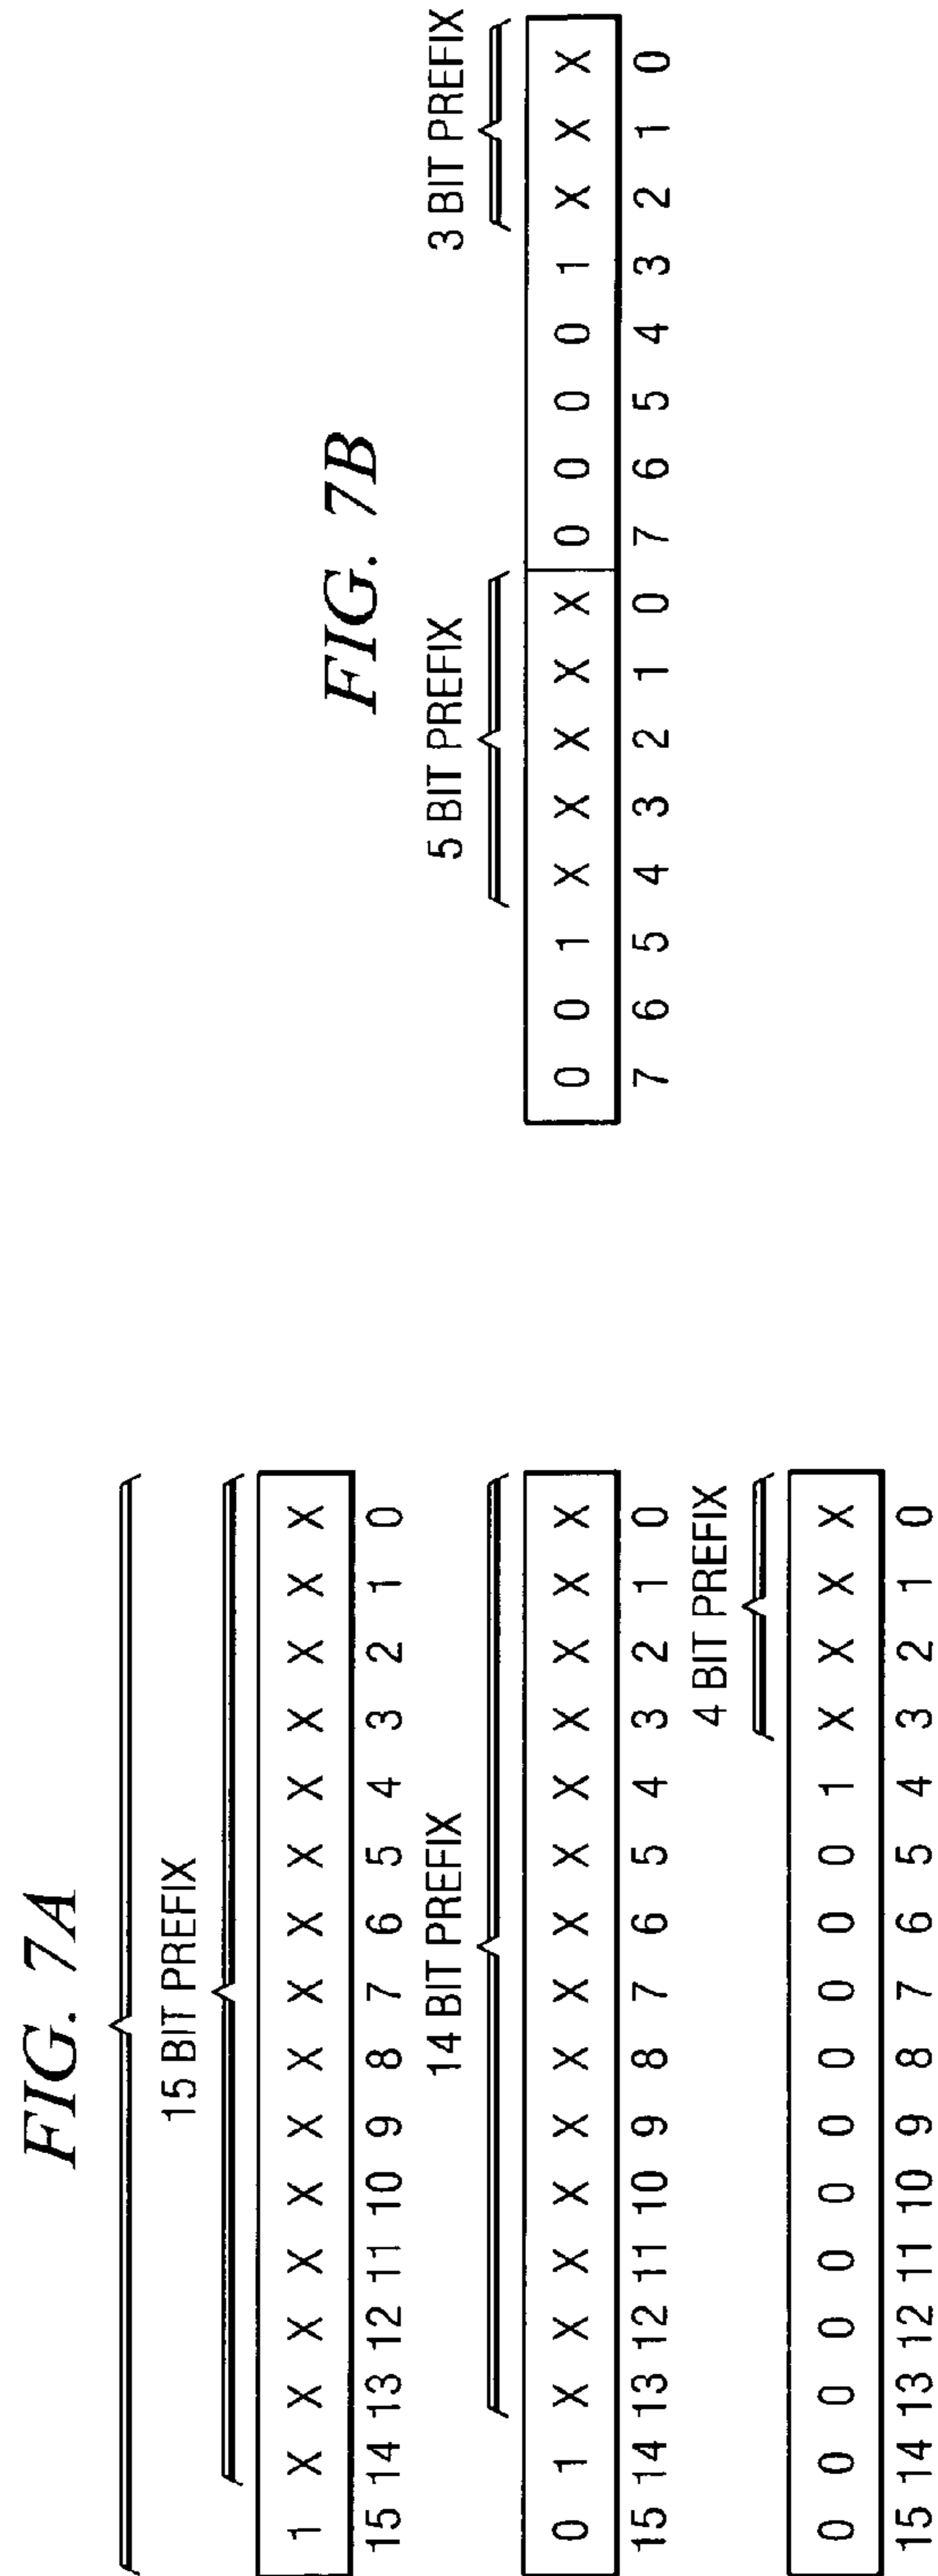 FIG. 7A
15 BIT PREFIX
1 X X X X X X X X X X X X X X X
15 14 13 12 11 10 9 8 7 6 5 4 3 2 1 0
14 BIT PREFIX
0 1 X X X X X X X X X X X X X X
15 14 13 12 11 10 9 8 7 6 5 4 3 2 1 0
4 BIT PREFIX
0 0 0 0 0 0 0 0 0 0 0 1 X X X X
15 14 13 12 11 10 9 8 7 6 5 4 3 2 1 0
FIG. 7B
5 BIT PREFIX 3 BIT PREFIX
0 0 1 X X X X X 0 0 0 0 1 X X X
7 6 5 4 3 2 1 0 7 6 5 4 3 2 1 0